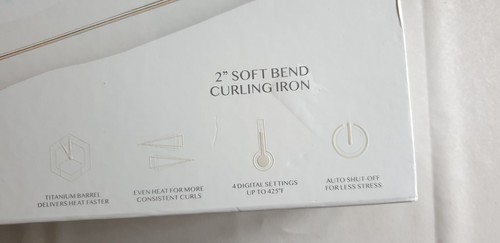 2" SOFT BEND
CURLING IRON
TITANIUM BARREL
DELIVERS HEAT FASTER
EVEN HEAT FOR MORE
CONSISTENT CURLS
4 DIGITAL SETTINGS
UP TO 425°F
AUTO SHUT-OFF
FOR LESS STRESS